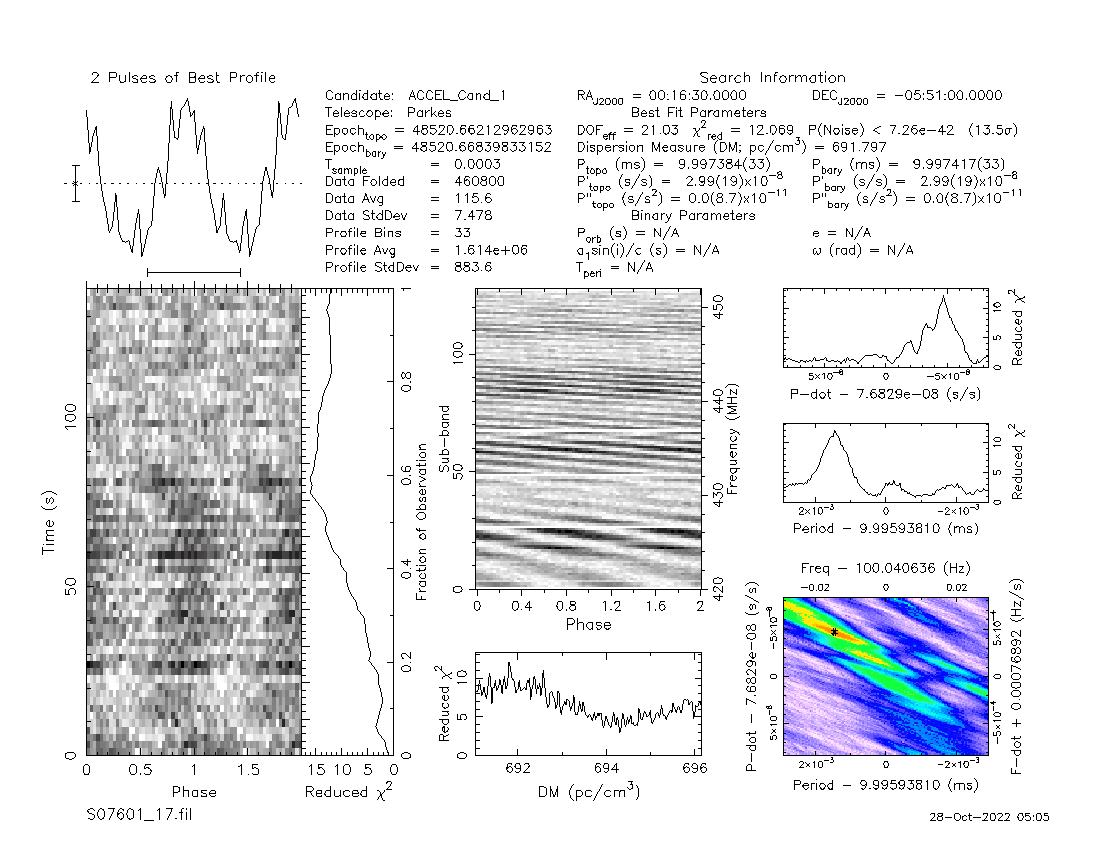 2 Pulses of Best Profile
Search Information
Candidate: ACCEL_Cand_1
RA_J2000 = 00:16:30.0000
DEC_J2000 = −05:51:00.0000
Telescope: Parkes
Best Fit Parameters
Epoch_topo = 48520.66212962963
DOF_eff = 21.03 χ²_red = 12.069 P(Noise) < 7.26e−42 (13.5σ)
Epoch_bary = 48520.66839833152
Dispersion Measure (DM; pc/cm³) = 691.797
T_sample = 0.0003
P_topo (ms) = 9.997384(33)
P_bary (ms) = 9.997417(33)
Data Folded = 460800
P'_topo (s/s) = 2.99(19)x10⁻⁸
P'_bary (s/s) = 2.99(19)x10⁻⁸
Data Avg = 115.6
P''_topo (s/s²) = 0.0(8.7)x10⁻¹¹
P''_bary (s/s²) = 0.0(8.7)x10⁻¹¹
Data StdDev = 7.478
Binary Parameters
Profile Bins = 33
P_orb (s) = N/A
e = N/A
Profile Avg = 1.614e+06
a₁sin(i)/c (s) = N/A
ω (rad) = N/A
Profile StdDev = 883.6
T_peri = N/A
0 50 100
Time (s)
0 0.5 1 1.5
Phase
15 10 5 0
Reduced χ²
0 0.2 0.4 0.6 0.8 1
Fraction of Observation
0 50 100
Sub−band
420 430 440 450
Frequency (MHz)
0 0.4 0.8 1.2 1.6 2
Phase
0 5 10
Reduced χ²
692 694 696
DM (pc/cm³)
0 5 10
Reduced χ²
5×10⁻⁸ 0 −5×10⁻⁸
P−dot − 7.6829e−08 (s/s)
0 5 10
Reduced χ²
2×10⁻³ 0 −2×10⁻³
Period − 9.99593810 (ms)
Freq − 100.040636 (Hz)
−0.02 0 0.02
−5×10⁻⁸ 0 5×10⁻⁸
P−dot − 7.6829e−08 (s/s)
5×10⁻⁴ 0 −5×10⁻⁴
F−dot + 0.00076892 (Hz/s)
2×10⁻³ 0 −2×10⁻³
Period − 9.99593810 (ms)
S07601_17.fil
28−Oct−2022 05:05